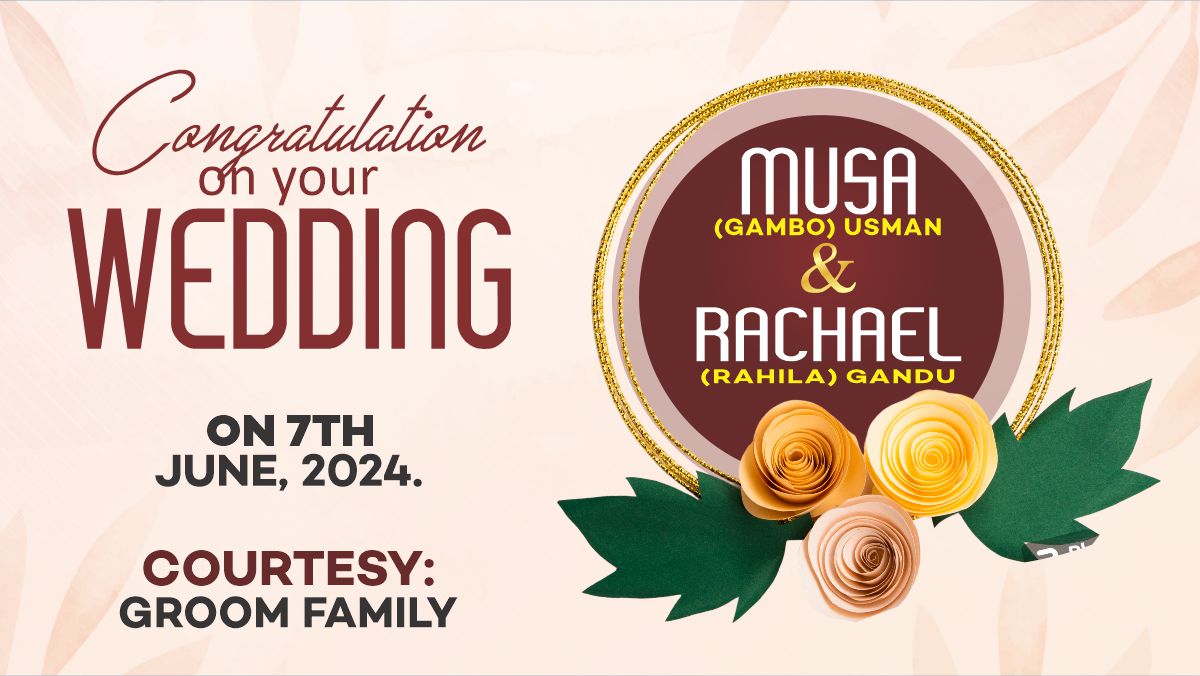 Congratulation
on your
WEDDING
ON 7TH
JUNE, 2024.
COURTESY:
GROOM FAMILY
MUSA
(GAMBO) USMAN
&
RACHAEL
(RAHILA) GANDU